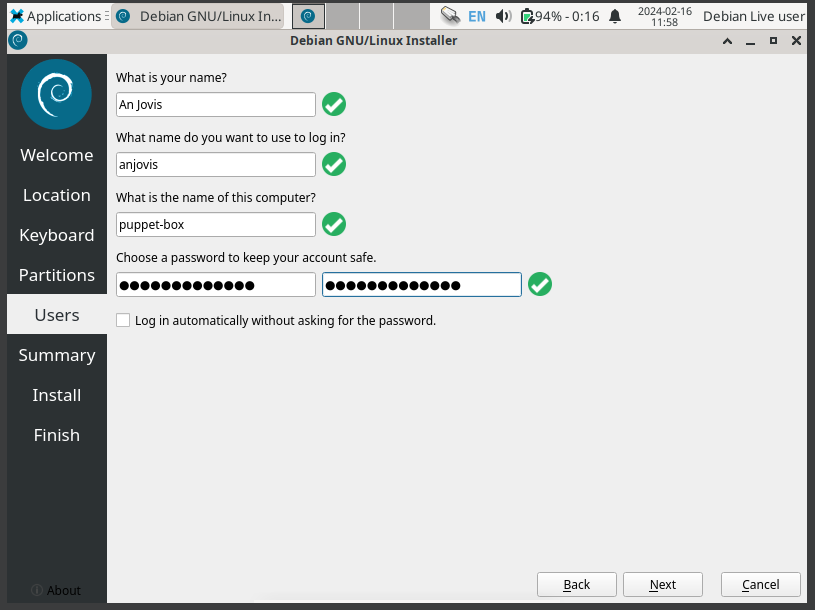 Applications
Debian GNU/Linux In...
EN
94% - 0:16
2024-02-16
11:58
Debian Live user
Debian GNU/Linux Installer
Welcome
Location
Keyboard
Partitions
Users
Summary
Install
Finish
About
What is your name?
An Jovis
What name do you want to use to log in?
anjovis
What is the name of this computer?
puppet-box
Choose a password to keep your account safe.
●●●●●●●●●●●●● ●●●●●●●●●●●●●
Log in automatically without asking for the password.
Back
Next
Cancel